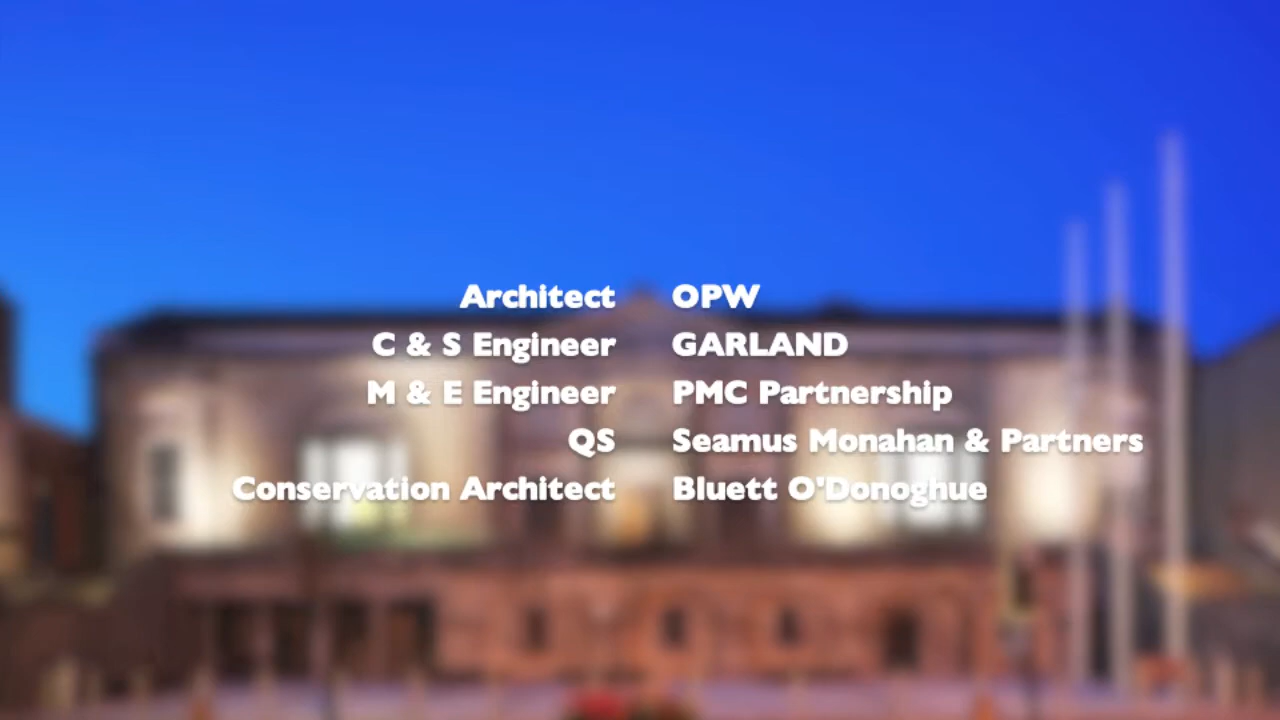 Architect OPW
C & S Engineer GARLAND
M & E Engineer PMC Partnership
QS Seamus Monahan & Partners
Conservation Architect Bluett O'Donoghue